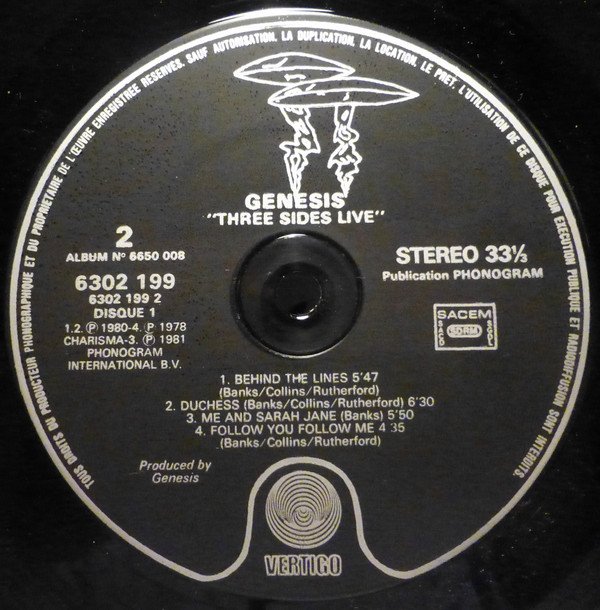 TOUS DROITS DU PRODUCTEUR PHONOGRAPHIQUE ET DU PROPRIETAIRE DE L'ŒUVRE ENREGISTREE RESERVES. SAUF AUTORISATION. LA DUPLICATION. LA LOCATION. LE PRET. L'UTILISATION DE CE DISQUE POUR EXECUTION PUBLIQUE ET RADIODIFFUSION SONT INTERDITS.
GENESIS
"THREE SIDES LIVE"
2
ALBUM Nº 6650 008
6302 199
6302 199 2
DISQUE 1
1.2. Ⓟ 1980-4. Ⓟ 1978
CHARISMA-3. Ⓟ 1981
PHONOGRAM
INTERNATIONAL B.V.
STEREO 33⅓
Publication PHONOGRAM
SACEM
SACD
SDRM
SGDL
1. BEHIND THE LINES 5'47
(Banks/Collins/Rutherford)
2. DUCHESS (Banks/Collins/Rutherford) 6'30
3. ME AND SARAH JANE (Banks) 5'50
4. FOLLOW YOU FOLLOW ME 4'35
(Banks/Collins/Rutherford)
Produced by
Genesis
VERTIGO